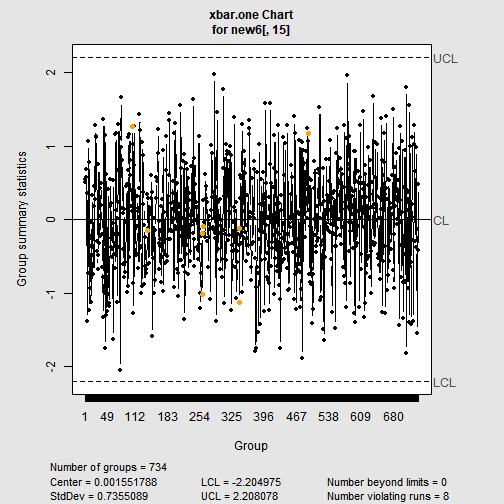 xbar.one Chart
for new6[, 15]
UCL
2
1
0
-1
-2
CL
LCL
Group summary statistics
1 49 112 183 254 325 396 467 538 609 680
Group
Number of groups = 734
Center = 0.001551788 LCL = -2.204975 Number beyond limits = 0
StdDev = 0.7355089 UCL = 2.208078 Number violating runs = 8